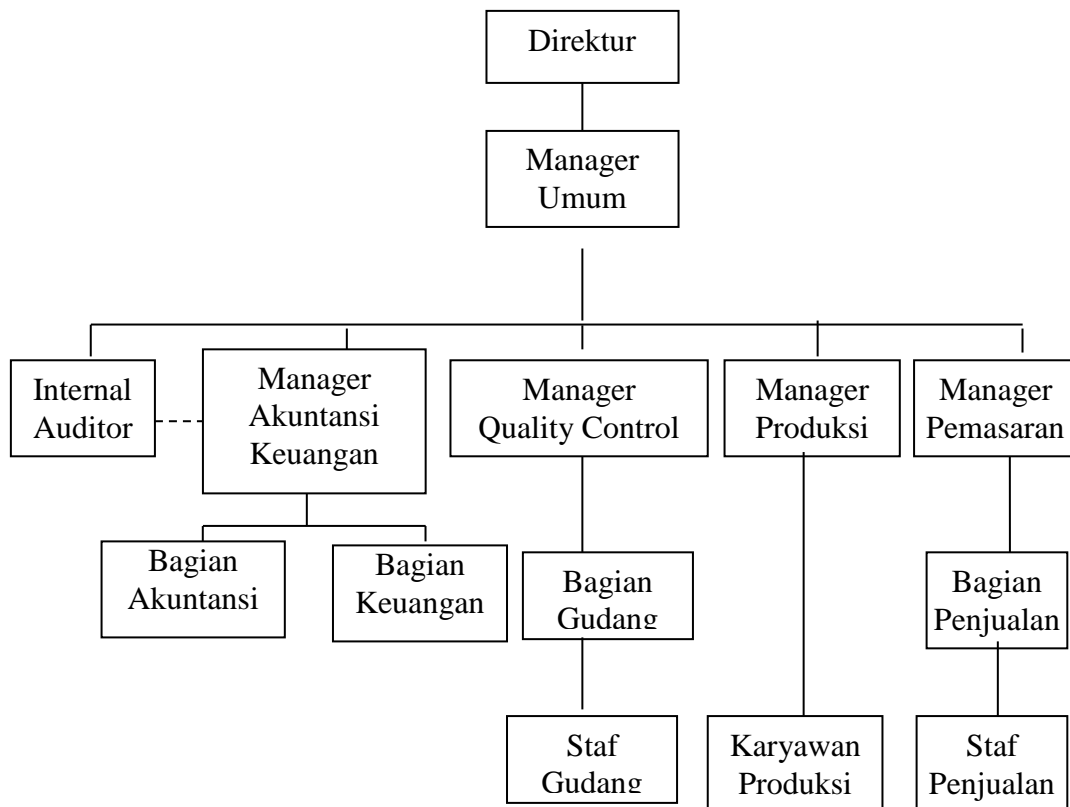 Direktur
Manager
Umum
Internal
Auditor
Manager
Akuntansi
Keuangan
Manager
Quality Control
Manager
Produksi
Manager
Pemasaran
Bagian
Akuntansi
Bagian
Keuangan
Bagian
Gudang
Bagian
Penjualan
Staf
Gudang
Karyawan
Produksi
Staf
Penjualan